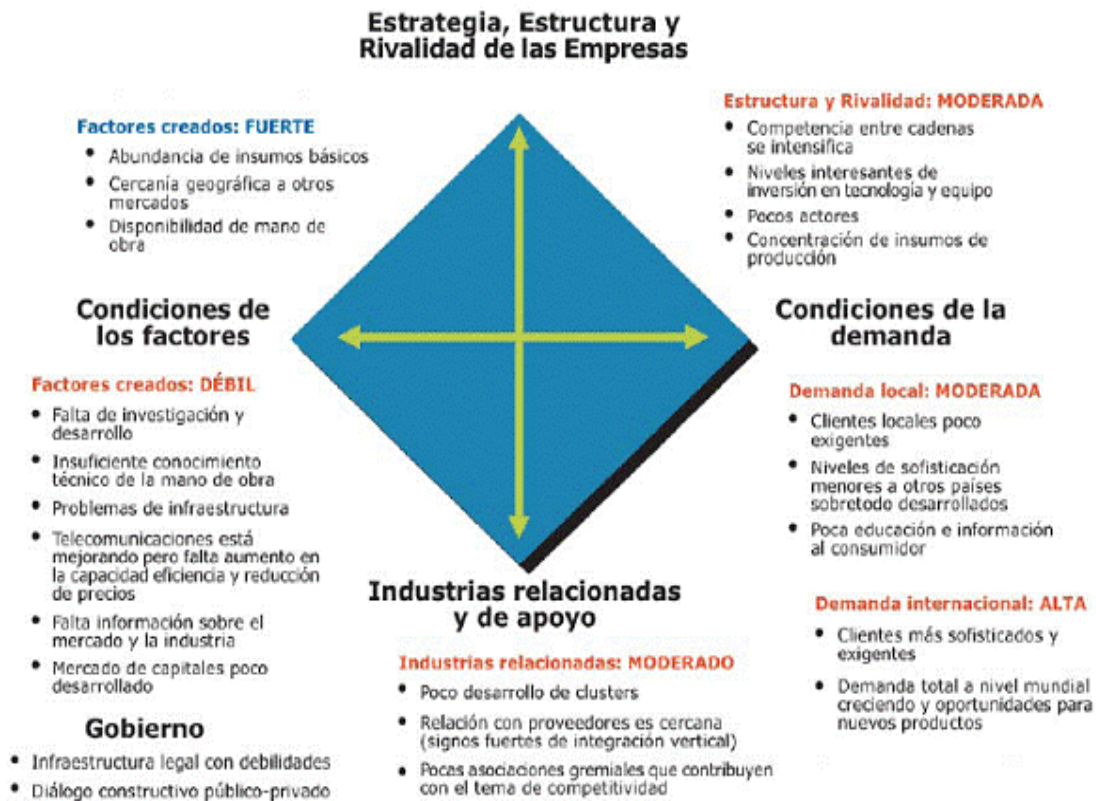 Estrategia, Estructura y
Rivalidad de las Empresas
Factores creados: FUERTE
• Abundancia de insumos básicos
• Cercanía geográfica a otros
mercados
• Disponibilidad de mano de
obra
Estructura y Rivalidad: MODERADA
• Competencia entre cadenas
se intensifica
• Niveles interesantes de
inversión en tecnología y equipo
• Pocos actores
• Concentración de insumos de
producción
Condiciones de
los factores
Factores creados: DÉBIL
• Falta de investigación y
desarrollo
• Insuficiente conocimiento
técnico de la mano de obra
• Problemas de infraestructura
• Telecomunicaciones está
mejorando pero falta aumento en
la capacidad eficiencia y reducción
de precios
• Falta información sobre el
mercado y la industria
• Mercado de capitales poco
desarrollado
Condiciones de la
demanda
Demanda local: MODERADA
• Clientes locales poco
exigentes
• Niveles de sofisticación
menores a otros países
sobretodo desarrollados
• Poca educación e información
al consumidor
Demanda internacional: ALTA
• Clientes más sofisticados y
exigentes
• Demanda total a nivel mundial
creciendo y oportunidades para
nuevos productos
Industrias relacionadas
y de apoyo
Industrias relacionadas: MODERADO
• Poco desarrollo de clusters
• Relación con proveedores es cercana
(signos fuertes de integración vertical)
• Pocas asociaciones gremiales que contribuyen
con el tema de competitividad
Gobierno
• Infraestructura legal con debilidades
• Diálogo constructivo público-privado